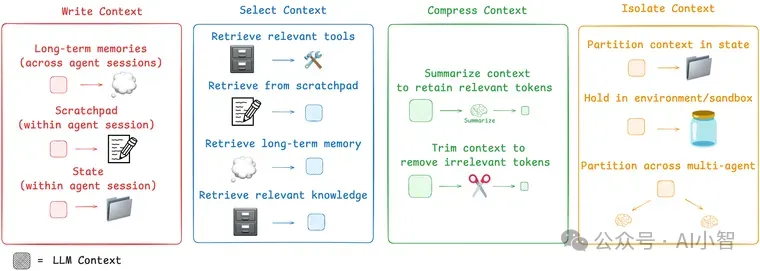 Write Context
Long-term memories
(across agent sessions)
Scratchpad
(within agent session)
State
(within agent session)
Select Context
Retrieve relevant tools
Retrieve from scratchpad
Retrieve long-term memory
Retrieve relevant knowledge
Compress Context
Summarize context
to retain relevant tokens
Summarize
Trim context to
remove irrelevant tokens
Isolate Context
Partition context in state
Hold in environment/sandbox
Partition across multi-agent
= LLM Context
公众号·AI小智